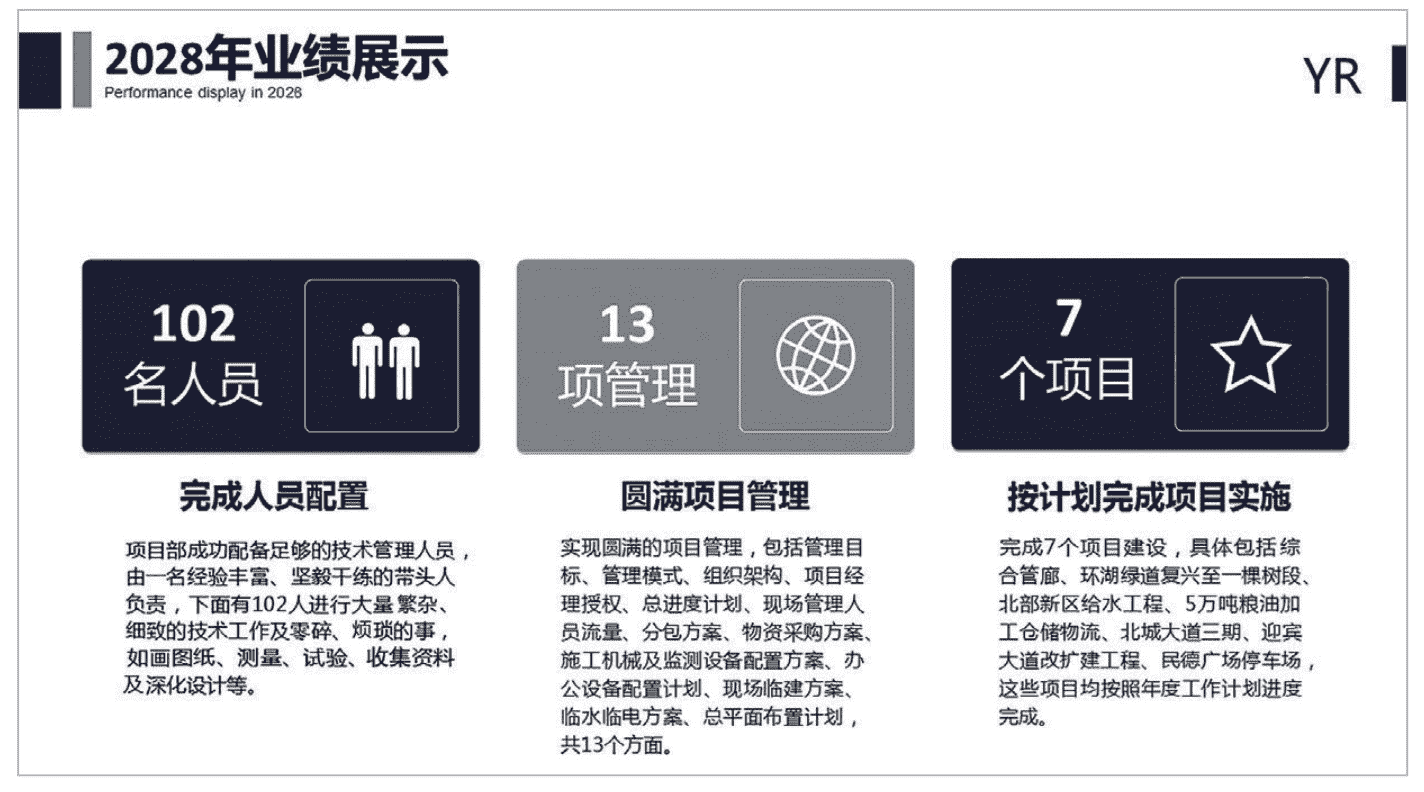 2028年业绩展示
Performance display in 2028
YR
102
名人员
13
项管理
7
个项目
完成人员配置
项目部成功配备足够的技术管理人员，
由一名经验丰富、坚毅干练的带头人
负责，下面有102人进行大量繁杂、
细致的技术工作及零碎、烦琐的事，
如画图纸、测量、试验、收集资料
及深化设计等。
圆满项目管理
实现圆满的项目管理，包括管理目
标、管理模式、组织架构、项目经
理授权、总进度计划、现场管理人
员流量、分包方案、物资采购方案、
施工机械及监测设备配置方案、办
公设备配置计划、现场临建方案、
临水临电方案、总平面布置计划，
共13个方面。
按计划完成项目实施
完成7个项目建设，具体包括综
合管廊、环湖绿道复兴至一棵树段、
北部新区给水工程、5万吨粮油加
工仓储物流、北城大道三期、迎宾
大道改扩建工程、民德广场停车场，
这些项目均按照年度工作计划进度
完成。